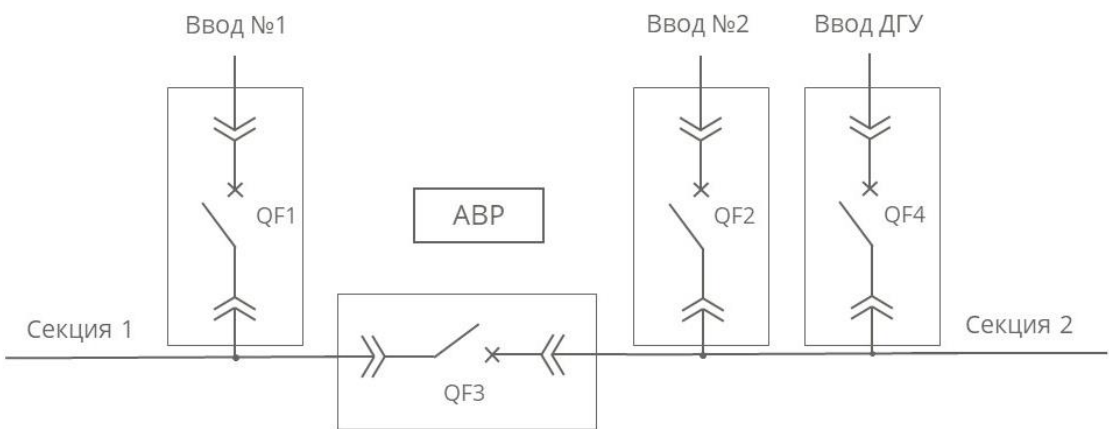 Ввод №1
Ввод №2
Ввод ДГУ
QF1
АВР
QF2
QF4
Секция 1
QF3
Секция 2